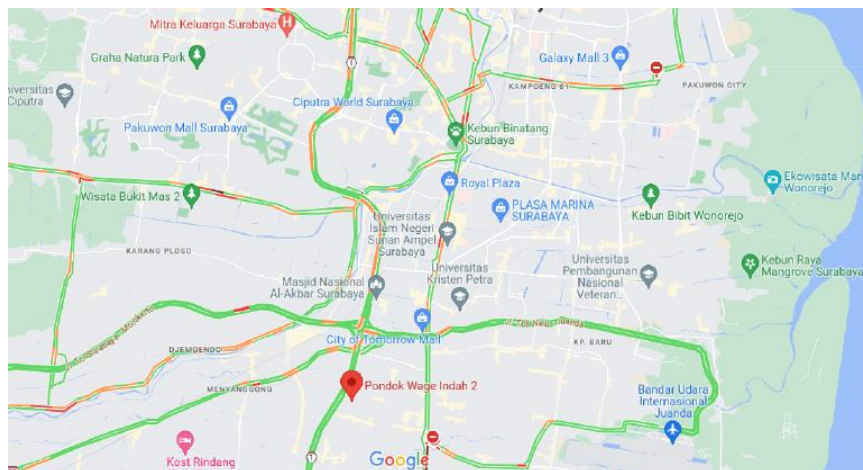 Mitra Keluarga Surabaya
H
Graha Natura Park
Galaxy Mall 3
1
Universitas
Ciputra
KAMPOENG 61
PAKUWON CITY
Ciputra World Surabaya
Pakuwon Mall Surabaya
Kebun Binatang
Surabaya
Ekowisata Man
Wonorejo
Royal Plaza
Wisata Bukit Mas 2
PLASA MARINA
SURABAYA
Kebun Bibit Wonorejo
Universitas
Islam Negeri
Sunan Ampel
Surabaya
KARANG PLOSO
Universitas
Pembangunan
Nasional
Veteran...
Kebun Raya
Mangrove Surabaya
Universitas
Kristen Petra
Masjid Nasional
Al-Akbar Surabaya
City of Tomorrow Mall
KP. BARU
DJEMOENDO
MENYANGGONG
Pondok Wage Indah 2
Bandar Udara
Internasional
Juanda
Kost Rindang
1
Google